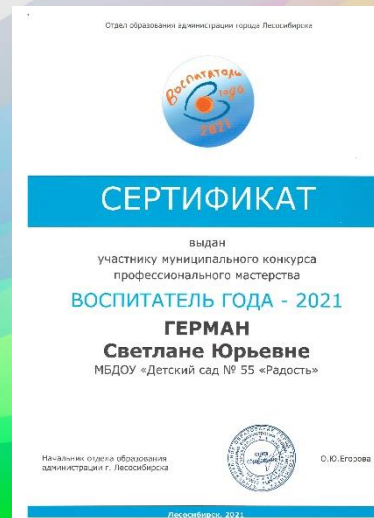 Отдел образования администрации города Лесосибирска
Воспитатель
года
2021
СЕРТИФИКАТ
выдан
участнику муниципального конкурса
профессионального мастерства
ВОСПИТАТЕЛЬ ГОДА - 2021
ГЕРМАН
Светлане Юрьевне
МБДОУ «Детский сад № 55 «Радость»
Начальник отдела образования
администрации г. Лесосибирска
О.Ю.Егорова
Лесосибирск, 2021